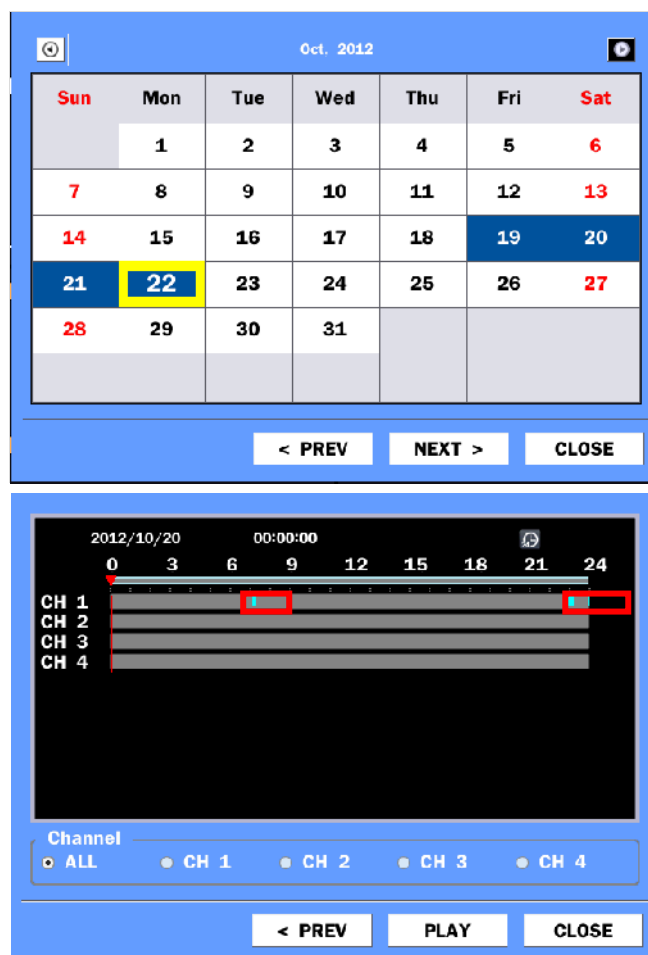 Oct. 2012
Sun Mon Tue Wed Thu Fri Sat
1 2 3 4 5 6
7 8 9 10 11 12 13
14 15 16 17 18 19 20
21 22 23 24 25 26 27
28 29 30 31
< PREV NEXT > CLOSE
2012/10/20 00:00:00
0 3 6 9 12 15 18 21 24
CH 1
CH 2
CH 3
CH 4
Channel
ALL CH 1 CH 2 CH 3 CH 4
< PREV PLAY CLOSE